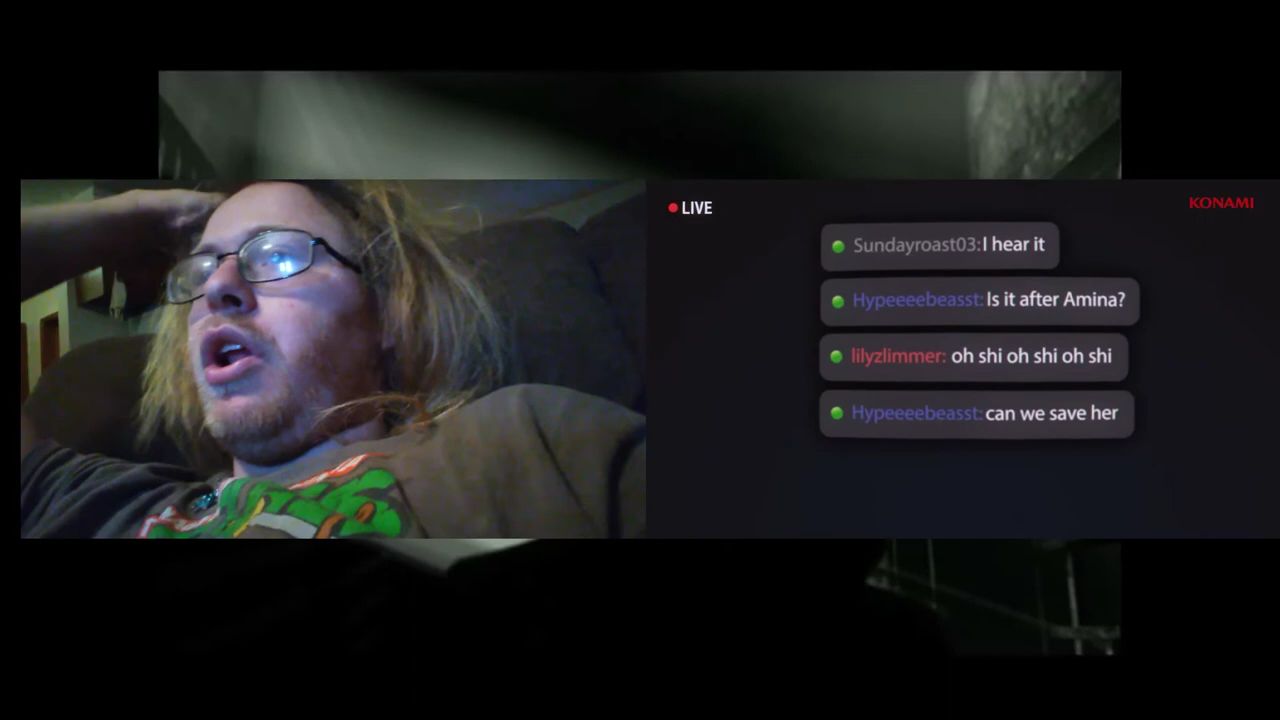 LIVE
KONAMI
Sundayroast03: I hear it
Hypeeeebeasst: Is it after Amina?
lilyzlimmer: oh shi oh shi oh shi
Hypeeeebeasst: can we save her